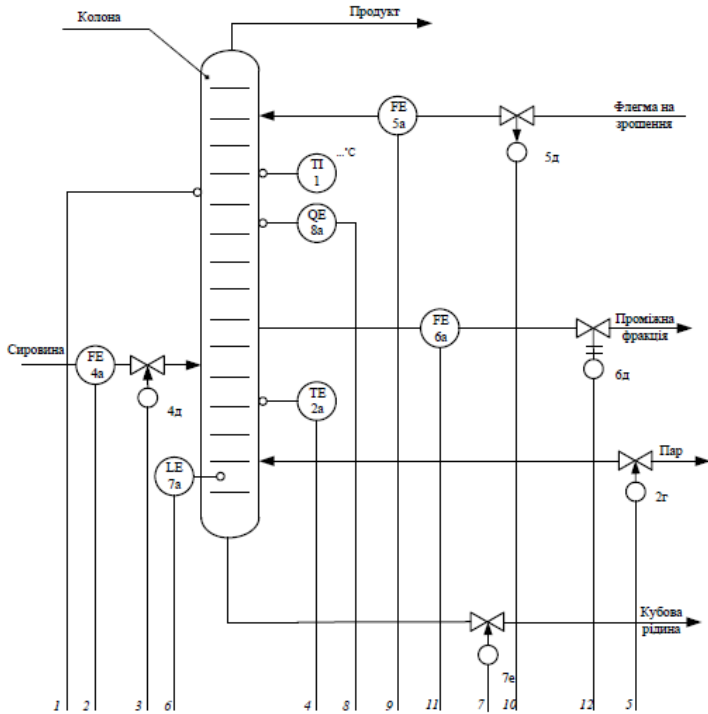 Продукт
Колона
FE
5а
Флегма на
зрошення
5д
...°С
TI
1
QE
8а
FE
6а
Проміжна
фракція
6д
Сировина
FE
4а
4д
TE
2а
LE
7а
Пар
2г
Кубова
рідина
7е
1 2 3 6 4 8 9 11 7 10 12 5